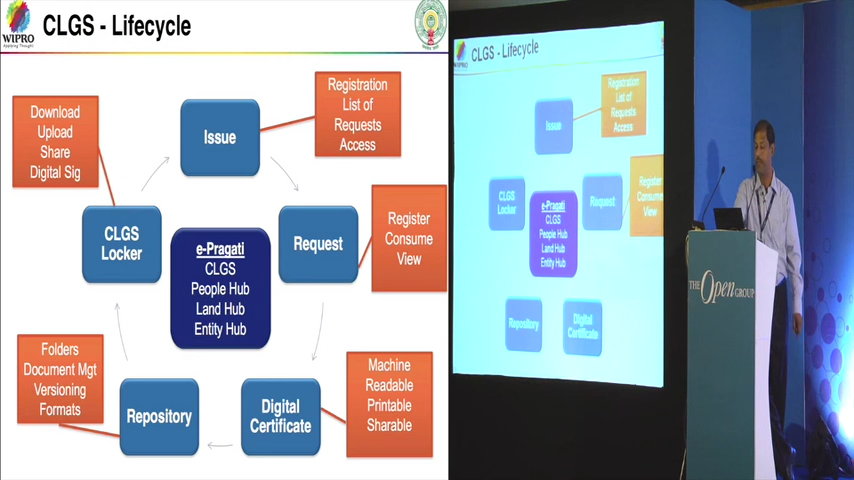 WIPRO
Applying Thought
CLGS - Lifecycle
Download
Upload
Share
Digital Sig
Issue
Registration
List of
Requests
Access
CLGS
Locker
e-Pragati
CLGS
People Hub
Land Hub
Entity Hub
Request
Register
Consume
View
Folders
Document Mgt
Versioning
Formats
Repository
Digital
Certificate
Machine
Readable
Printable
Sharable
WIPRO
CLGS - Lifecycle
Issue
Registration
List of
Requests
Access
CLGS
Locker
e-Pragati
CLGS
People Hub
Land Hub
Entity Hub
Request
Register
Consume
View
Repository
Digital
Certificate
THE Open GROUP